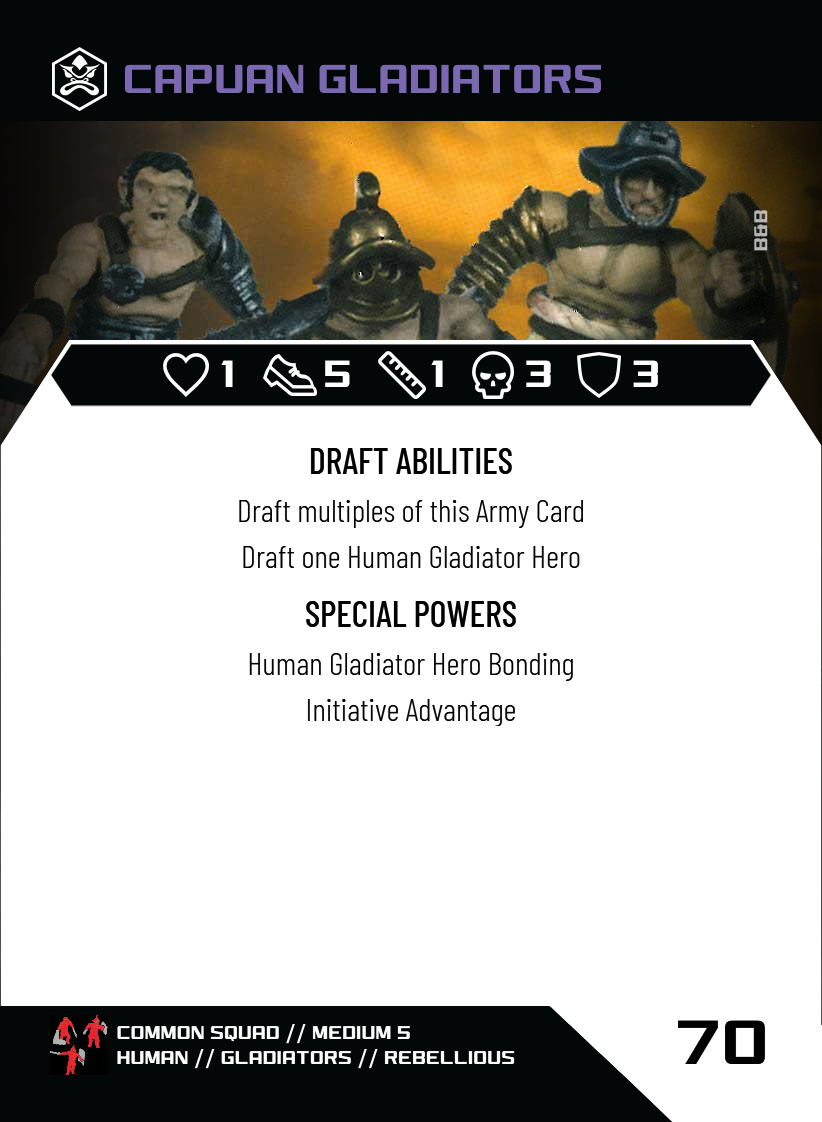 CAPUAN GLADIATORS
B&B
1 5 1 3 3
DRAFT ABILITIES
Draft multiples of this Army Card
Draft one Human Gladiator Hero
SPECIAL POWERS
Human Gladiator Hero Bonding
Initiative Advantage
COMMON SQUAD // MEDIUM 5
HUMAN // GLADIATORS // REBELLIOUS
70